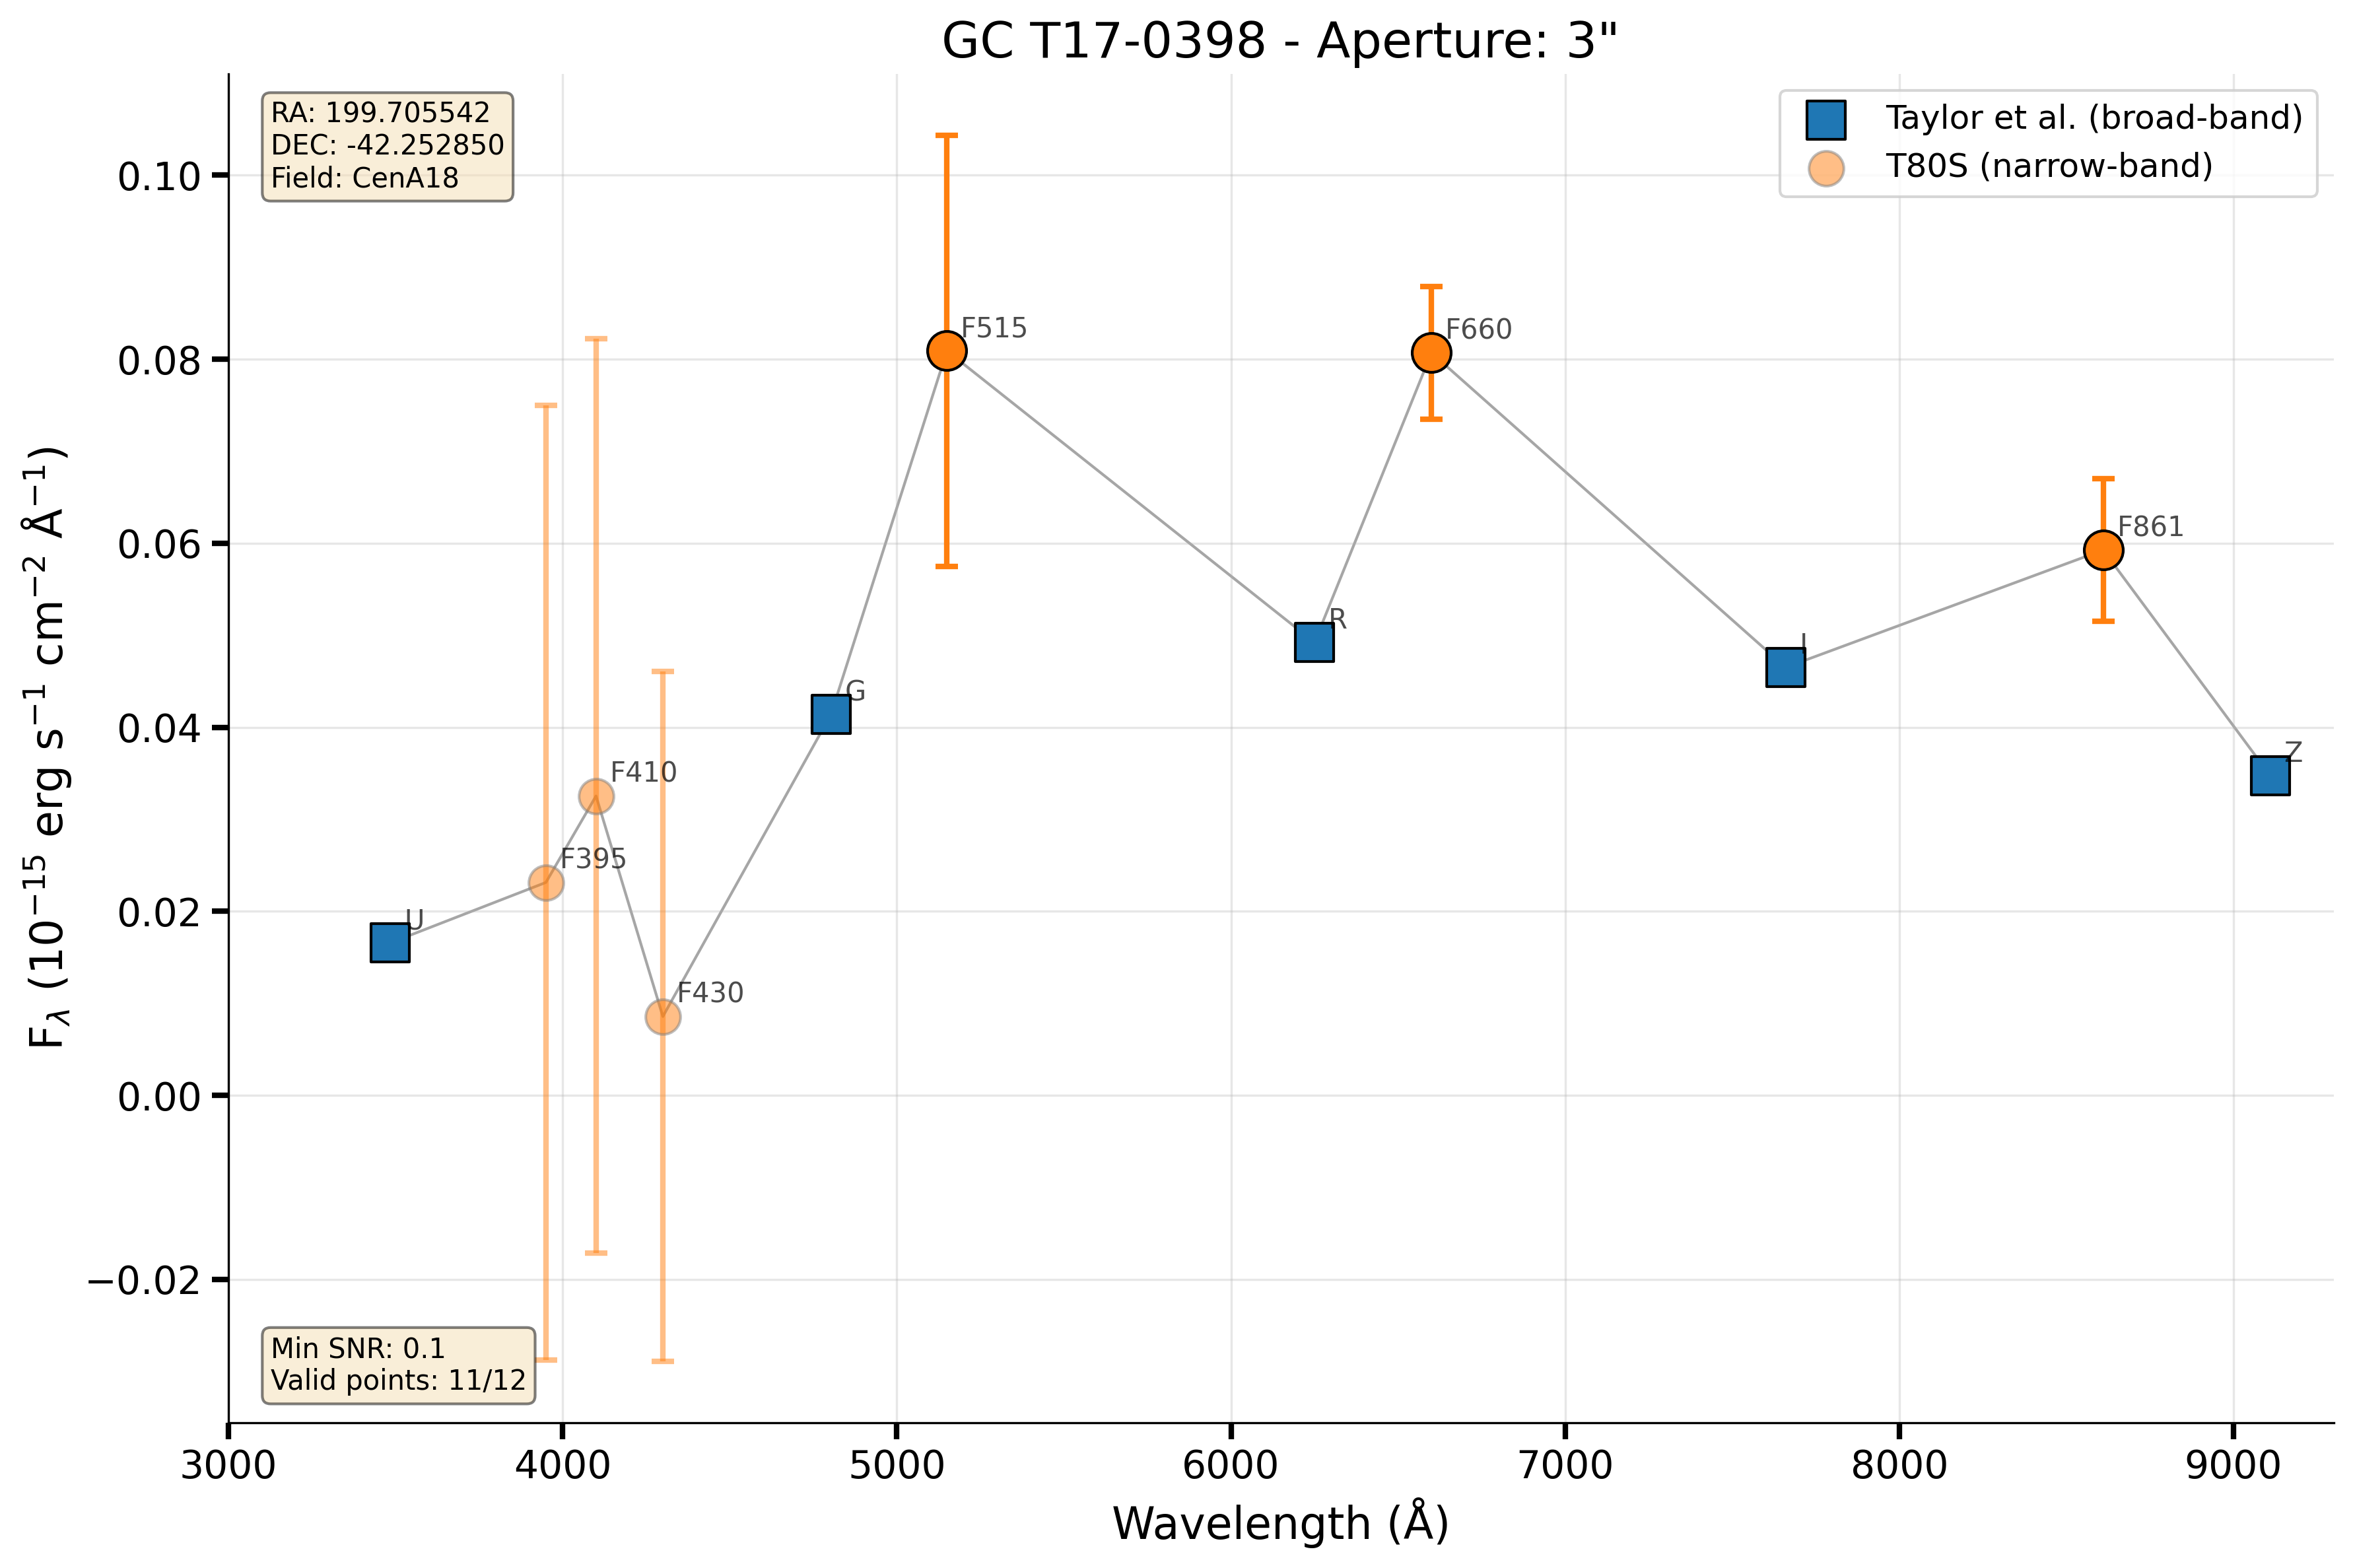 GC T17-0398 - Aperture: 3"
RA: 199.705542
DEC: -42.252850
Field: CenA18
Taylor et al. (broad-band)
T80S (narrow-band)
F515
F660
F861
R
I
G
Z
F410
F395
U
F430
Min SNR: 0.1
Valid points: 11/12
0.10
0.08
0.06
0.04
0.02
0.00
−0.02
F$_λ$ (10⁻¹⁵ erg s⁻¹ cm⁻² Å⁻¹)
3000 4000 5000 6000 7000 8000 9000
Wavelength (Å)